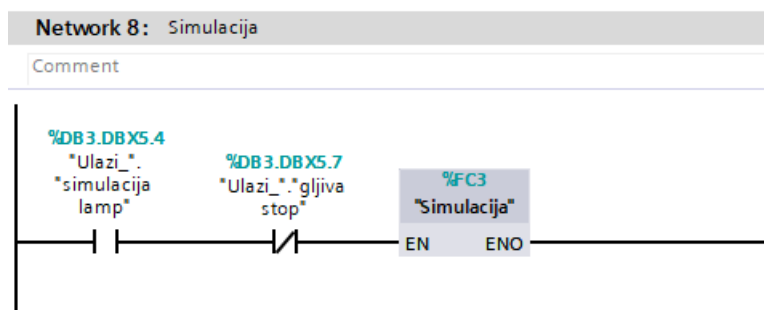 Network 8: Simulacija
Comment
%DB3.DBX5.4
"Ulazi_".
"simulacija
lamp"
%DB3.DBX5.7
"Ulazi_"."gljiva
stop"
%FC3
"Simulacija"
EN ENO